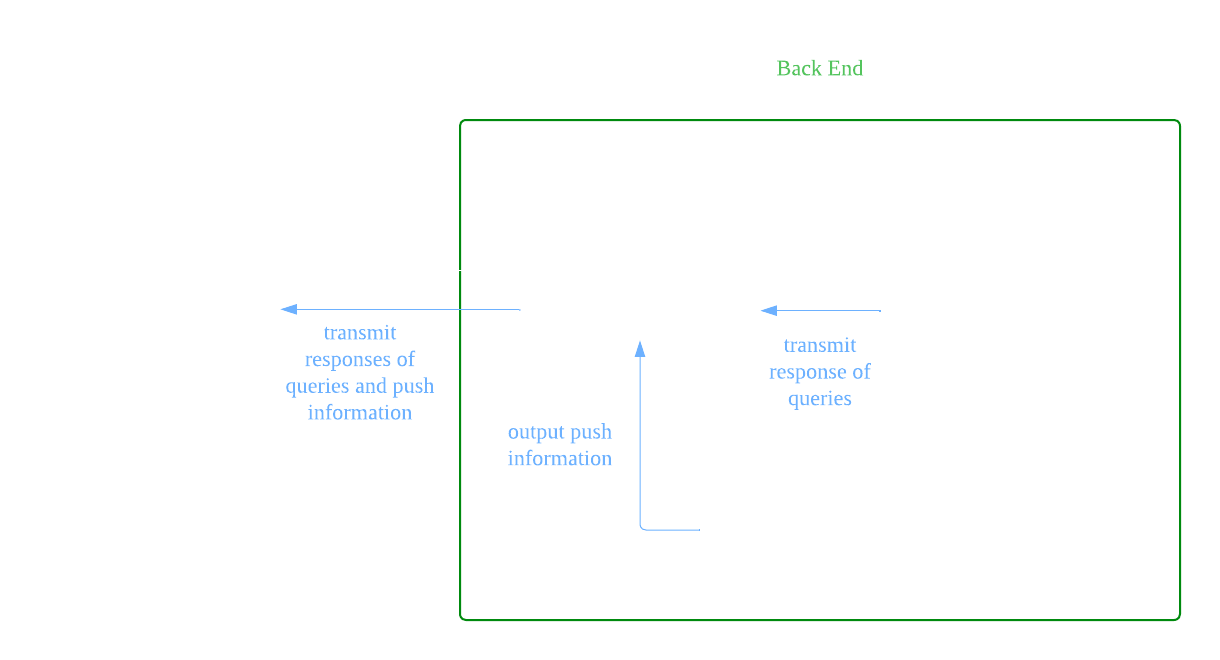 Back End
transmit
responses of
queries and push
information
transmit
response of
queries
output push
information